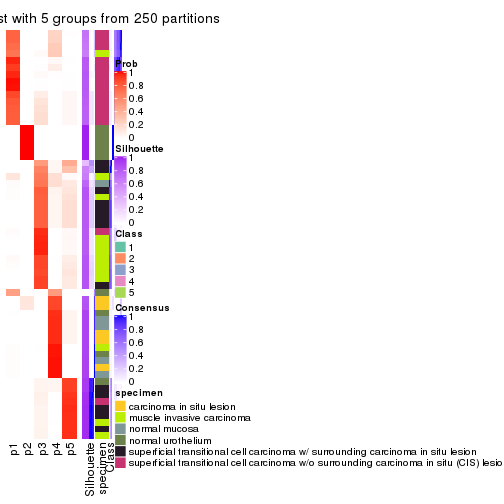 st with 5 groups from 250 partitions
Prob
1
0.8
0.6
0.4
0.2
0
Silhouette
1
0.8
0.6
0.4
0.2
0
Class
1
2
3
4
5
Consensus
1
0.8
0.6
0.4
0.2
0
specimen
carcinoma in situ lesion
muscle invasive carcinoma
normal mucosa
normal urothelium
superficial transitional cell carcinoma w/ surrounding carcinoma in situ lesion
superficial transitional cell carcinoma w/o surrounding carcinoma in situ (CIS) lesio
p1
p2
p3
p4
p5
Silhouette
specimen
Class